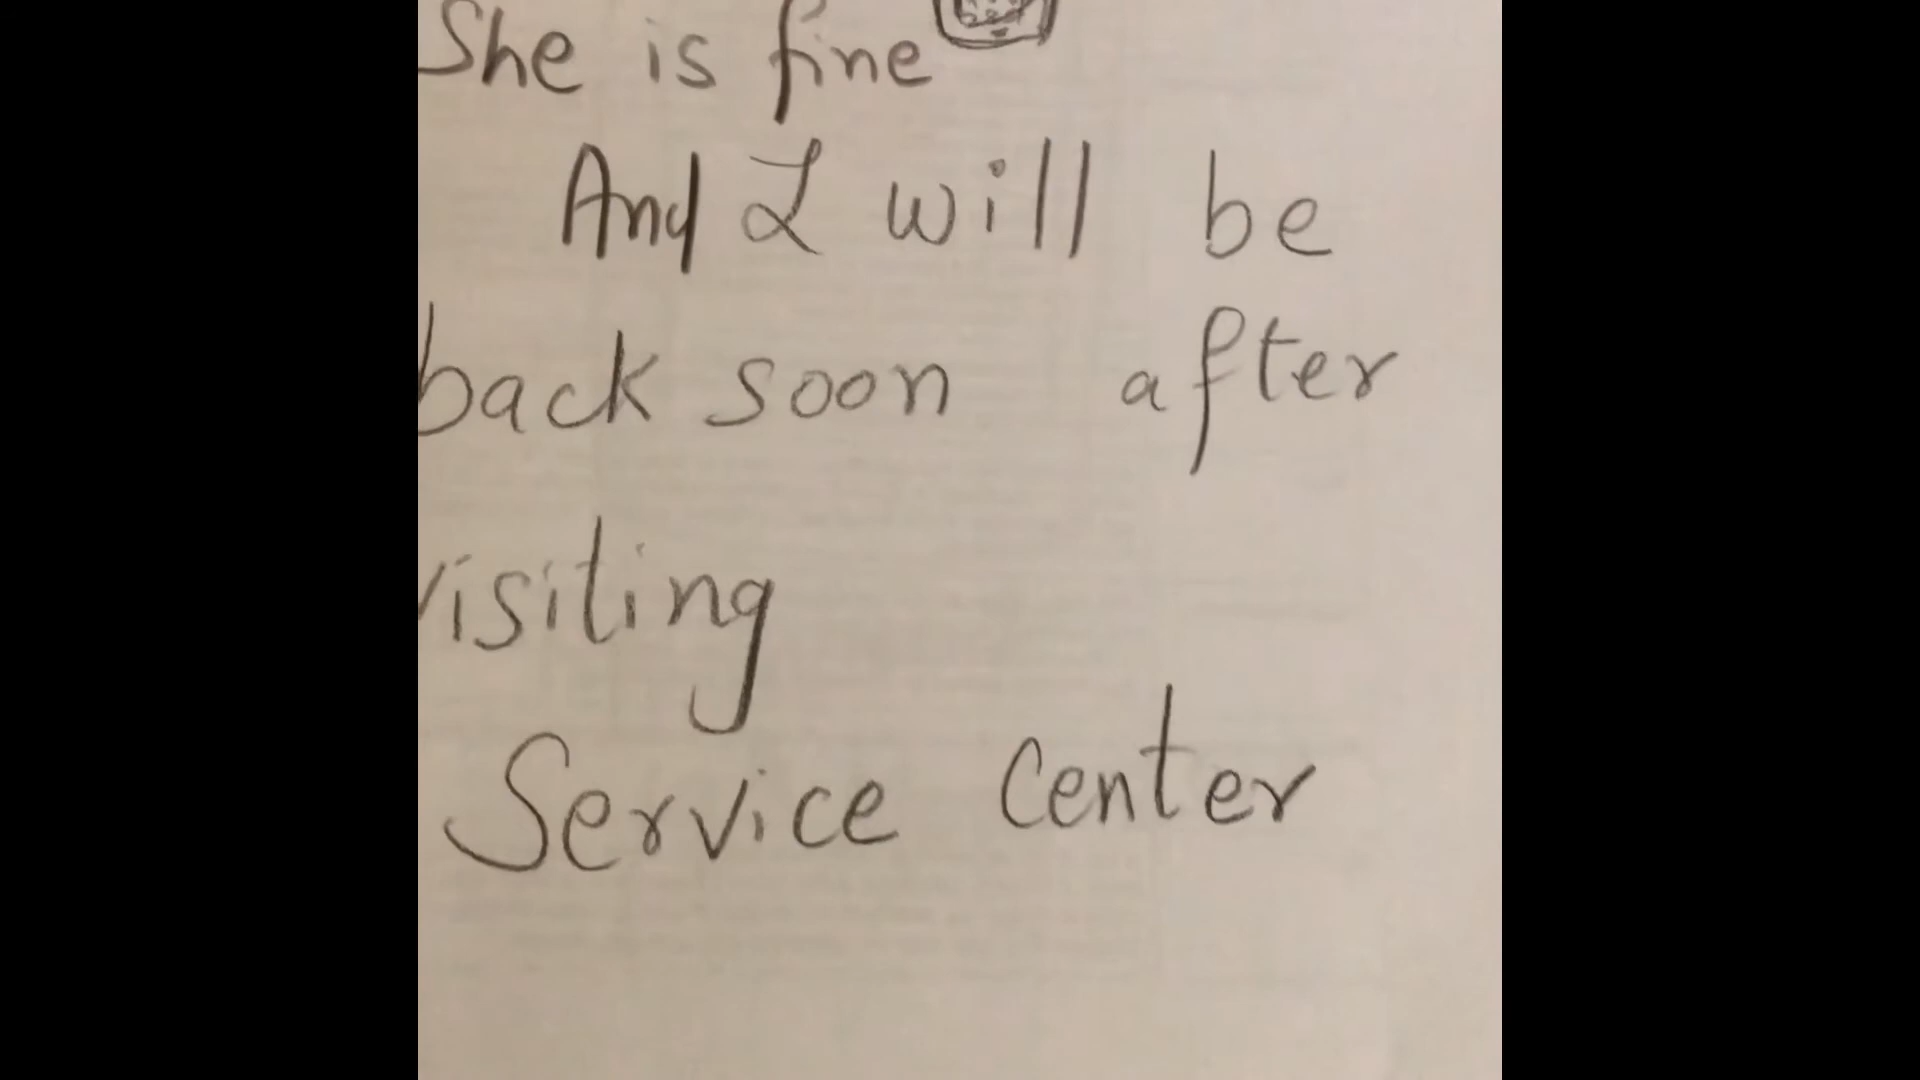 She is fine
And I will be
back soon after
visiting
Service Center